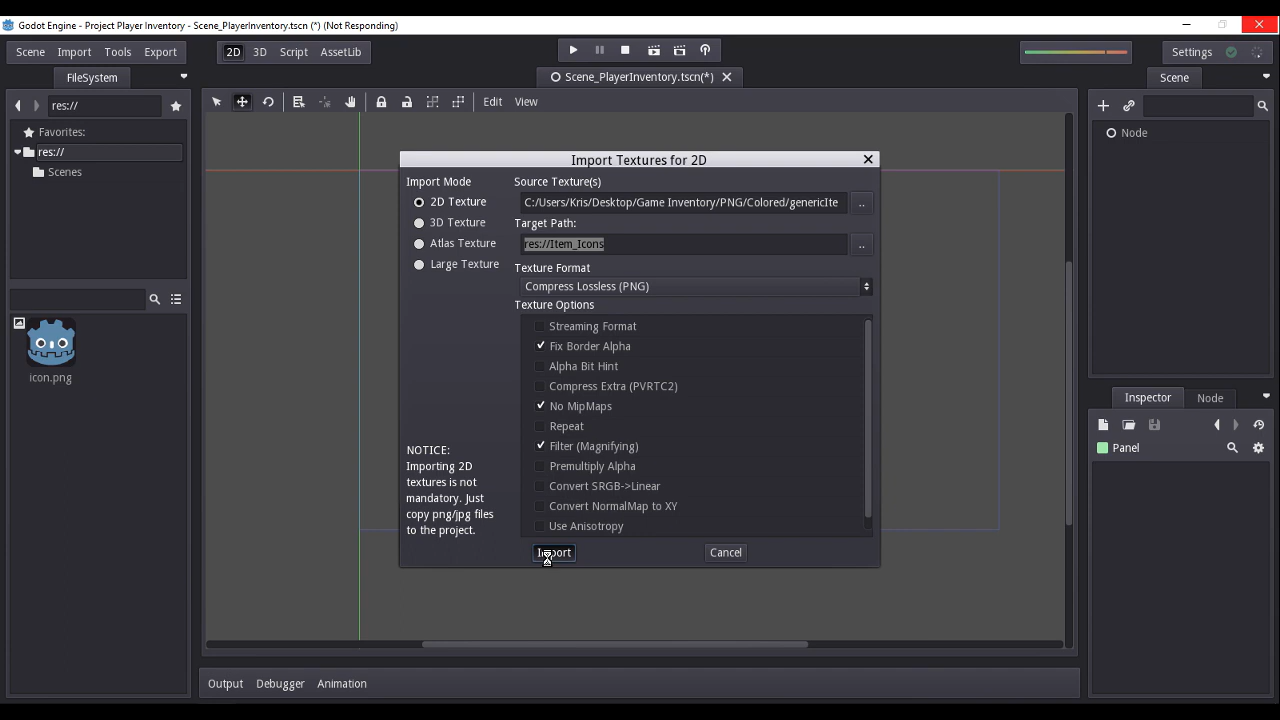 Godot Engine - Project Player Inventory - Scene_PlayerInventory.tscn (*) (Not Responding)
Scene Import Tools Export 2D 3D Script AssetLib Settings
FileSystem Scene_PlayerInventory.tscn(*) Scene
res:// Edit View
Favorites:
res://
Scenes
Node
Import Textures for 2D
Import Mode
2D Texture
3D Texture
Atlas Texture
Large Texture
Source Texture(s)
C:/Users/Kris/Desktop/Game Inventory/PNG/Colored/genericIte ..
Target Path:
res://Item_Icons ..
Texture Format
Compress Lossless (PNG)
Texture Options
Streaming Format
Fix Border Alpha
Alpha Bit Hint
Compress Extra (PVRTC2)
No MipMaps
Repeat
Filter (Magnifying)
Premultiply Alpha
Convert SRGB->Linear
Convert NormalMap to XY
Use Anisotropy
NOTICE:
Importing 2D
textures is not
mandatory. Just
copy png/jpg files
to the project.
Import Cancel
icon.png
Inspector Node
Panel
Output Debugger Animation